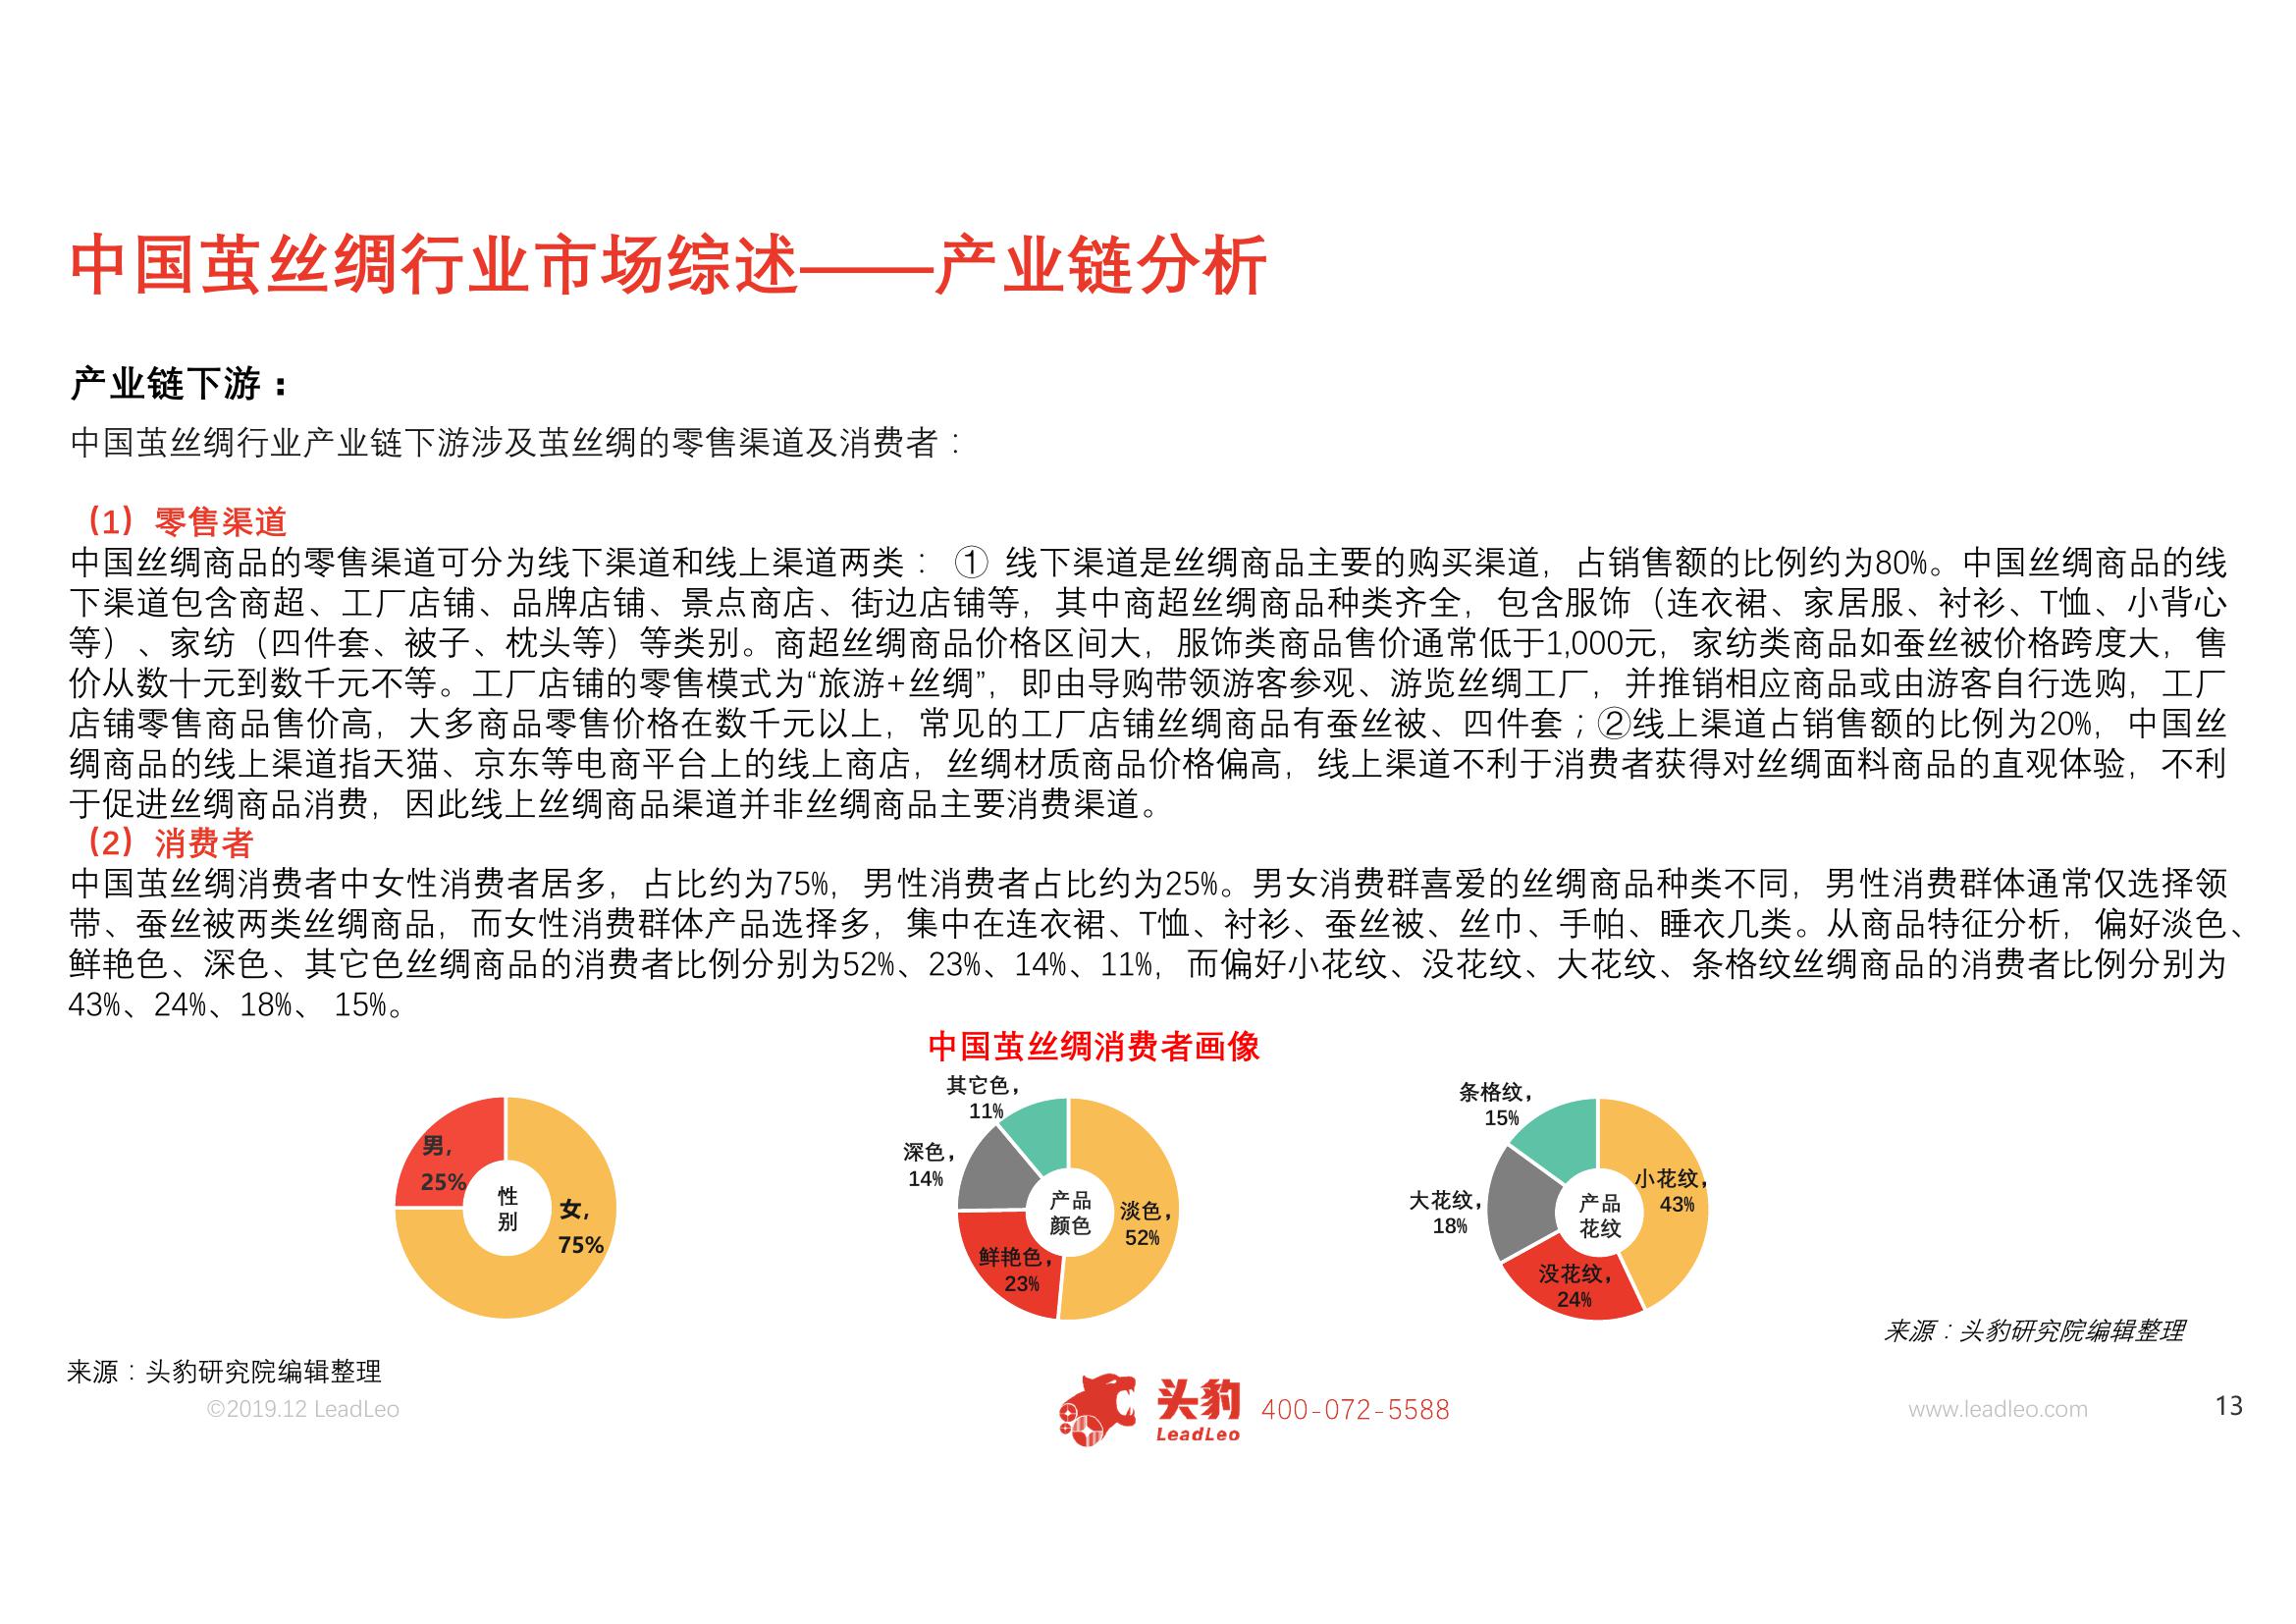 中国茧丝绸行业市场综述——产业链分析
产业链下游：
中国茧丝绸行业产业链下游涉及茧丝绸的零售渠道及消费者：
（1）零售渠道
中国丝绸商品的零售渠道可分为线下渠道和线上渠道两类： ① 线下渠道是丝绸商品主要的购买渠道，占销售额的比例约为80%。中国丝绸商品的线
下渠道包含商超、工厂店铺、品牌店铺、景点商店、街边店铺等，其中商超丝绸商品种类齐全，包含服饰（连衣裙、家居服、衬衫、T恤、小背心
等）、家纺（四件套、被子、枕头等）等类别。商超丝绸商品价格区间大，服饰类商品售价通常低于1,000元，家纺类商品如蚕丝被价格跨度大，售
价从数十元到数千元不等。工厂店铺的零售模式为“旅游+丝绸”，即由导购带领游客参观、游览丝绸工厂，并推销相应商品或由游客自行选购，工厂
店铺零售商品售价高，大多商品零售价格在数千元以上，常见的工厂店铺丝绸商品有蚕丝被、四件套；②线上渠道占销售额的比例为20%，中国丝
绸商品的线上渠道指天猫、京东等电商平台上的线上商店，丝绸材质商品价格偏高，线上渠道不利于消费者获得对丝绸面料商品的直观体验，不利
于促进丝绸商品消费，因此线上丝绸商品渠道并非丝绸商品主要消费渠道。
（2）消费者
中国茧丝绸消费者中女性消费者居多，占比约为75%，男性消费者占比约为25%。男女消费群喜爱的丝绸商品种类不同，男性消费群体通常仅选择领
带、蚕丝被两类丝绸商品，而女性消费群体产品选择多，集中在连衣裙、T恤、衬衫、蚕丝被、丝巾、手帕、睡衣几类。从商品特征分析，偏好淡色、
鲜艳色、深色、其它色丝绸商品的消费者比例分别为52%、23%、14%、11%，而偏好小花纹、没花纹、大花纹、条格纹丝绸商品的消费者比例分别为
43%、24%、18%、 15%。
中国茧丝绸消费者画像
男,
25%
性
别
女,
75%
其它色，
11%
深色，
14%
产品
颜色
淡色，
52%
鲜艳色，
23%
条格纹，
15%
大花纹，
18%
产品
花纹
小花纹，
43%
没花纹，
24%
来源：头豹研究院编辑整理
来源：头豹研究院编辑整理
©2019.12 LeadLeo
头豹
LeadLeo
400-072-5588
www.leadleo.com
13